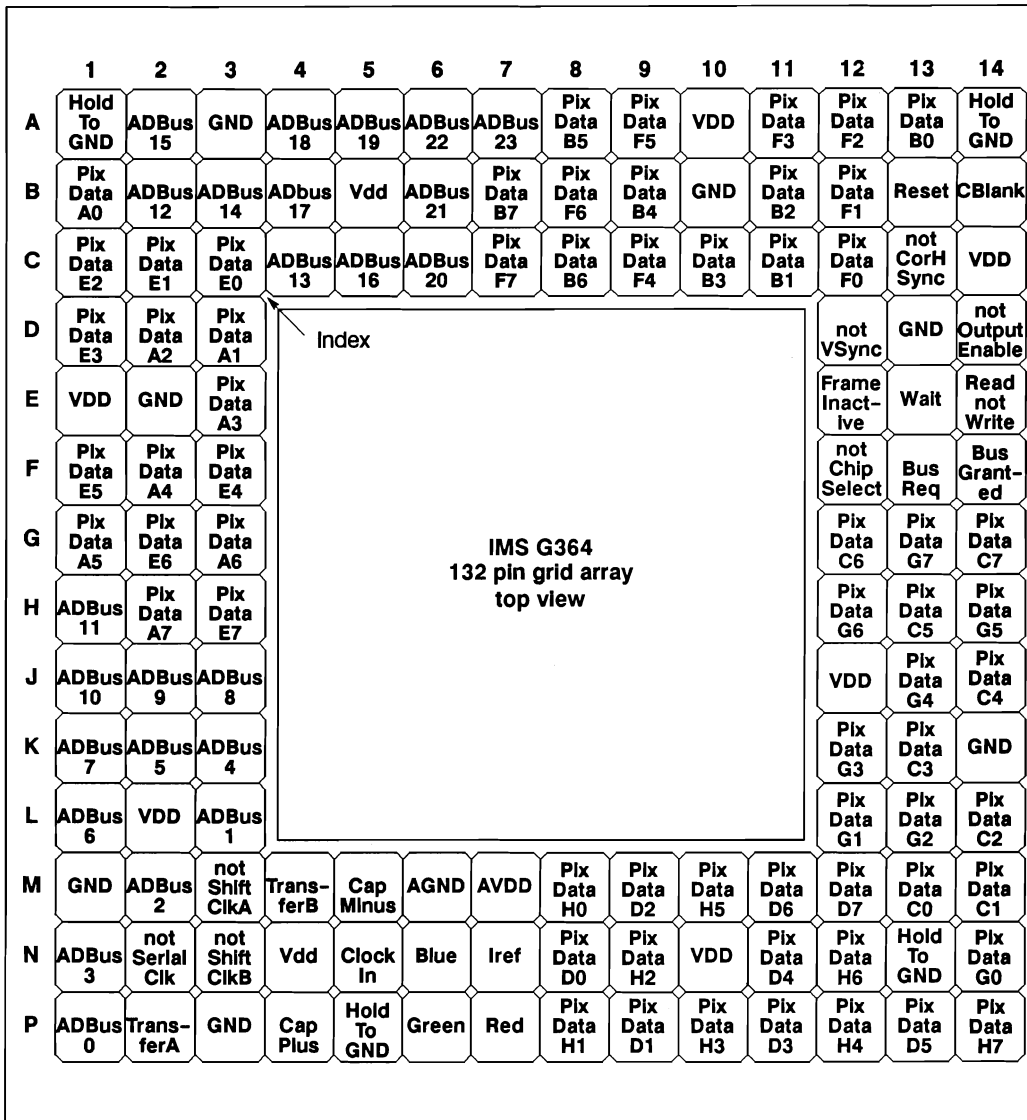 1 2 3 4 5 6 7 8 9 10 11 12 13 14
Hold Pix Pix Pix Pix Pix Hold
A To ADBus GND ADBus ADBus ADBus ADBus Data Data VDD Data Data Data To
GND 15 18 19 22 23 B5 F5 F3 F2 B0 GND
Pix Pix Pix Pix Pix Pix
B Data ADBus ADBus ADbus Vdd ADBus Data Data Data GND Data Data Reset CBlank
A0 12 14 17 21 B7 F6 B4 B2 F1
Pix Pix Pix Pix Pix Pix Pix Pix Pix not
C Data Data Data ADBus ADBus ADBus Data Data Data Data Data Data CorH VDD
E2 E1 E0 13 16 20 F7 B6 F4 B3 B1 F0 Sync
Pix Pix Pix not
D Data Data Data Index not GND Output
E3 A2 A1 VSync Enable
Pix Frame Read
E VDD GND Data Inact- Wait not
A3 ive Write
Pix Pix Pix not Bus
F Data Data Data Chip Bus Grant-
E5 A4 E4 Select Req ed
Pix Pix Pix Pix Pix Pix
G Data Data Data Data Data Data
A5 E6 A6 C6 G7 C7
IMS G364
132 pin grid array
top view
Pix Pix Pix Pix Pix
H ADBus Data Data Data Data Data
11 A7 E7 G6 C5 G5
Pix Pix
J ADBus ADBus ADBus VDD Data Data
10 9 8 G4 C4
Pix Pix
K ADBus ADBus ADBus Data Data GND
7 5 4 G3 C3
Pix Pix Pix
L ADBus VDD ADBus Data Data Data
6 1 G1 G2 C2
not Pix Pix Pix Pix Pix Pix Pix
M GND ADBus Shift Trans- Cap AGND AVDD Data Data Data Data Data Data Data
2 ClkA ferB Minus H0 D2 H5 D6 D7 C0 C1
not not Pix Pix Pix Pix Hold Pix
N ADBus Serial Shift Vdd Clock Blue Iref Data Data VDD Data Data To Data
3 Clk ClkB In D0 H2 D4 H6 GND G0
Hold Pix Pix Pix Pix Pix Pix Pix
P ADBus Trans- GND Cap To Green Red Data Data Data Data Data Data Data
0 ferA Plus GND H1 D1 H3 D3 H4 D5 H7